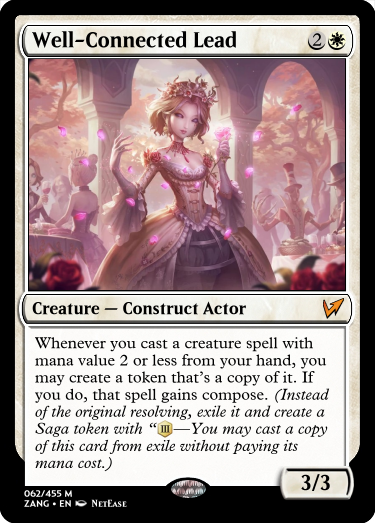 Well-Connected Lead 2
Creature — Construct Actor
Whenever you cast a creature spell with
mana value 2 or less from your hand, you
may create a token that's a copy of it. If
you do, that spell gains compose. (Instead
of the original resolving, exile it and create a
Saga token with “III—You may cast a copy
of this card from exile without paying its
mana cost.)
3/3
062/455 M
ZANG • EN NetEase